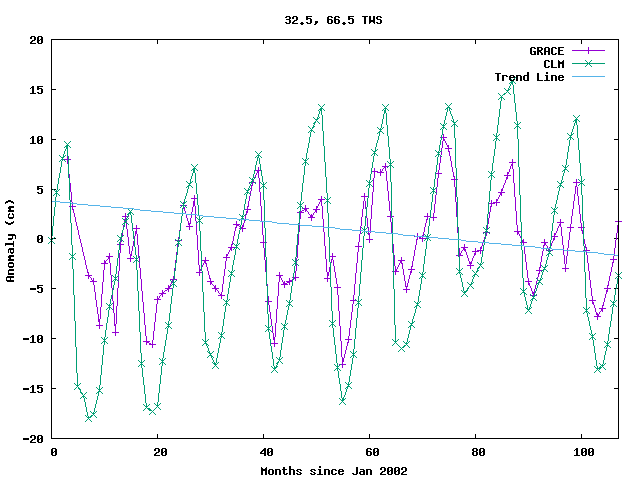 32.5, 66.5 TWS
GRACE
CLM
Trend Line
20
15
10
5
0
-5
-10
-15
-20
Anomaly (cm)
0 20 40 60 80 100
Months since Jan 2002